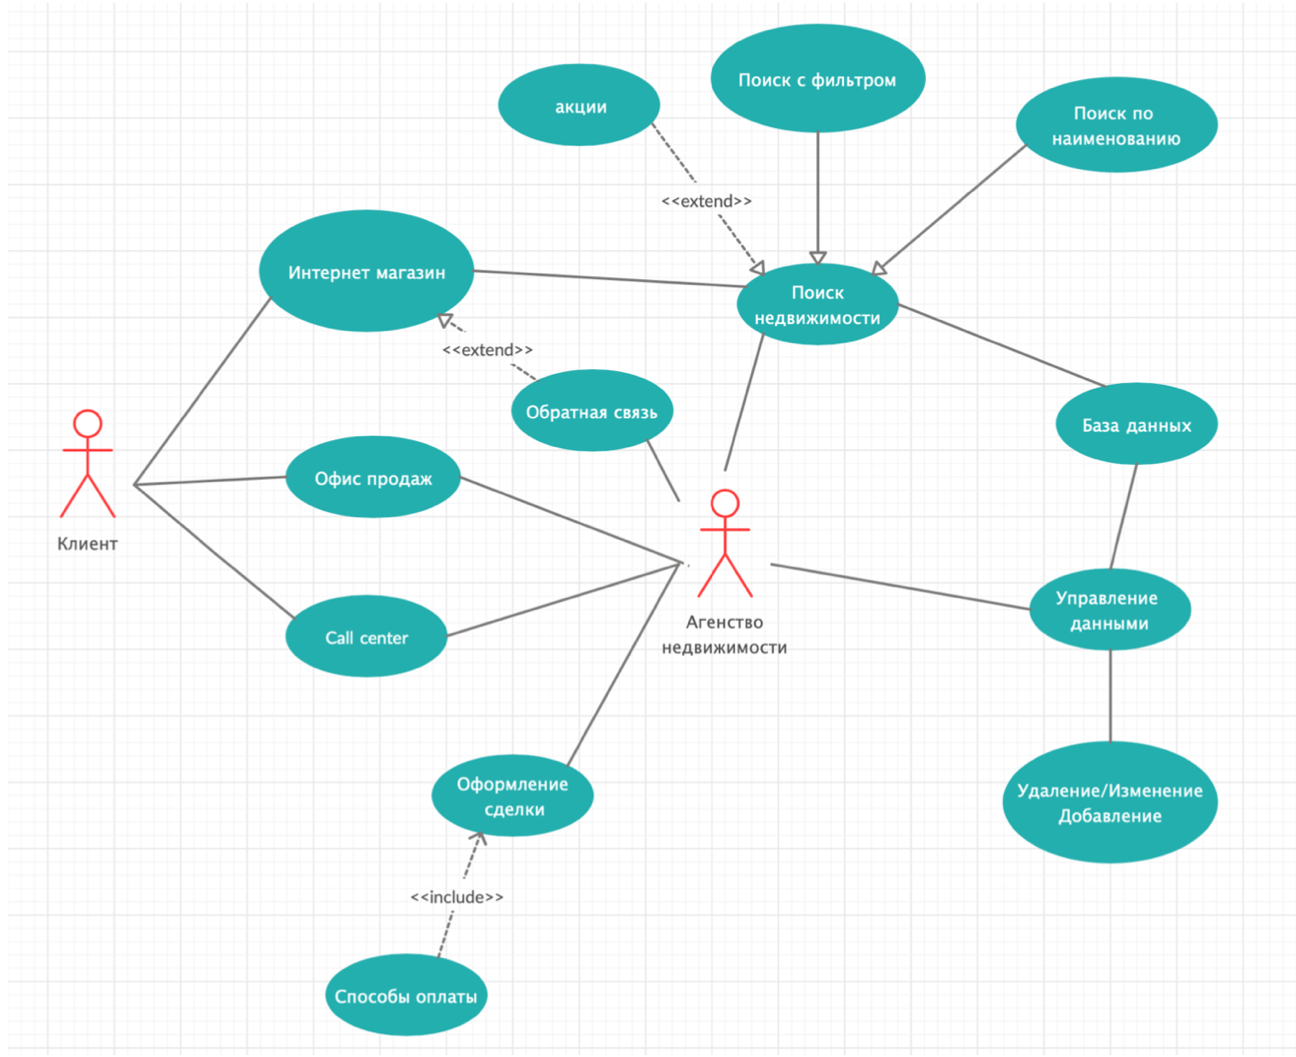 Поиск с фильтром
акции
Поиск по
наименованию
<<extend>>
Интернет магазин
Поиск
недвижимости
<<extend>>
Обратная связь
База данных
Офис продаж
Клиент
Управление
данными
Агенство
недвижимости
Call center
Оформление
сделки
Удаление/Изменение
Добавление
<<include>>
Способы оплаты